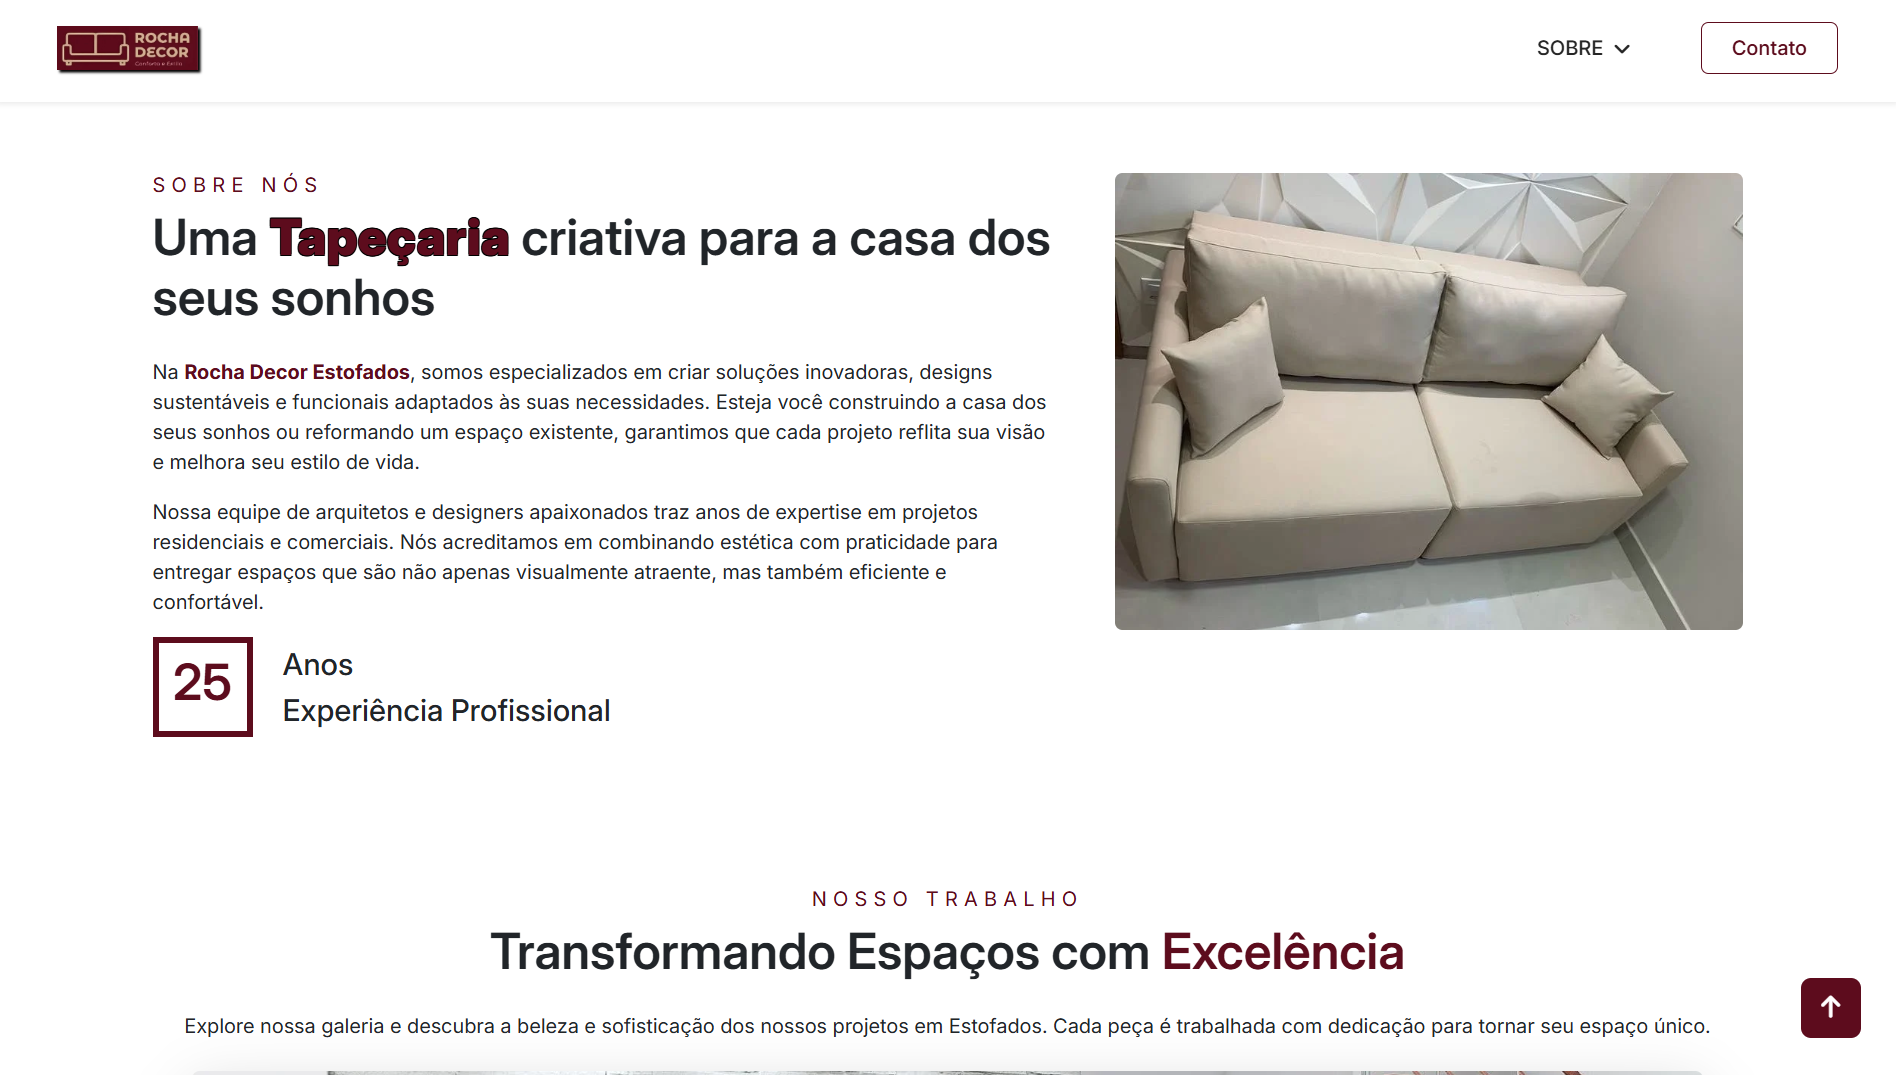 ROCHA
DECOR
Conforto e Estilo
SOBRE
Contato
SOBRE NÓS
Uma Tapeçaria criativa para a casa dos
seus sonhos
Na Rocha Decor Estofados, somos especializados em criar soluções inovadoras, designs
sustentáveis e funcionais adaptados às suas necessidades. Esteja você construindo a casa dos
seus sonhos ou reformando um espaço existente, garantimos que cada projeto reflita sua visão
e melhora seu estilo de vida.
Nossa equipe de arquitetos e designers apaixonados traz anos de expertise em projetos
residenciais e comerciais. Nós acreditamos em combinando estética com praticidade para
entregar espaços que são não apenas visualmente atraente, mas também eficiente e
confortável.
25
Anos
Experiência Profissional
NOSSO TRABALHO
Transformando Espaços com Excelência
Explore nossa galeria e descubra a beleza e sofisticação dos nossos projetos em Estofados. Cada peça é trabalhada com dedicação para tornar seu espaço único.